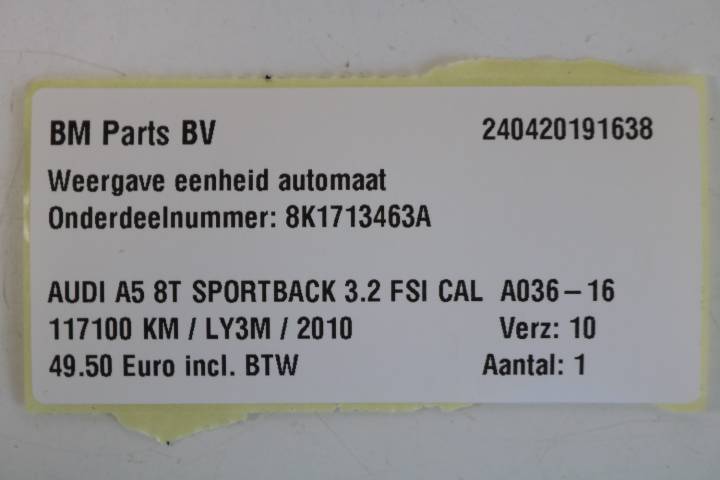 BM Parts BV 240420191638
Weergave eenheid automaat
Onderdeelnummer: 8K1713463A
AUDI A5 8T SPORTBACK 3.2 FSI CAL A036-16
117100 KM / LY3M / 2010 Verz: 10
49.50 Euro incl. BTW Aantal: 1